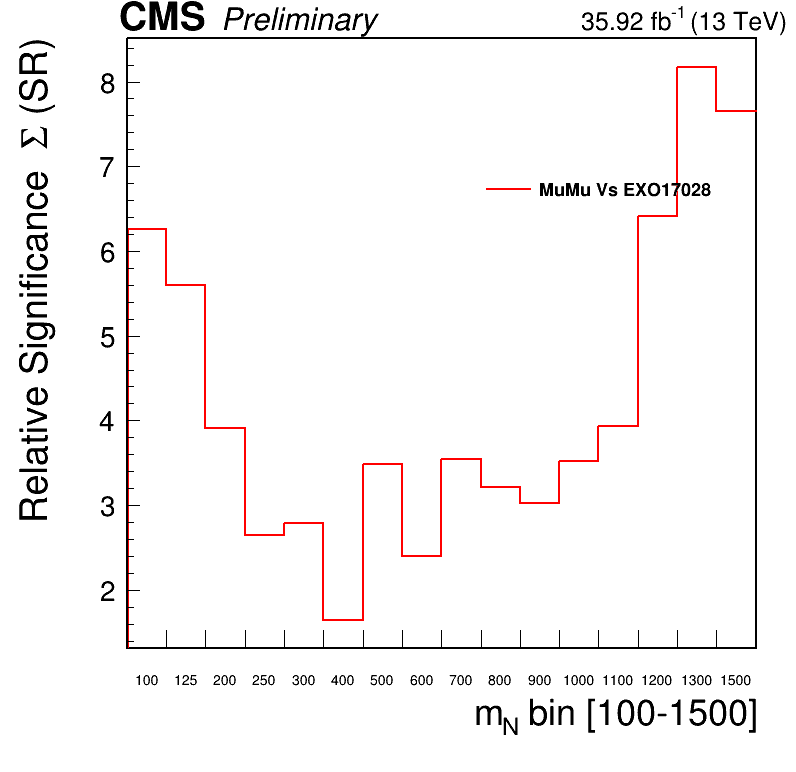 CMS Preliminary 35.92 fb⁻¹ (13 TeV)
Relative Significance Σ (SR)
8
7
6
5
4
3
2
MuMu Vs EXO17028
100 125 200 250 300 400 500 600 700 800 900 1000 1100 1200 1300 1500
m_N bin [100-1500]